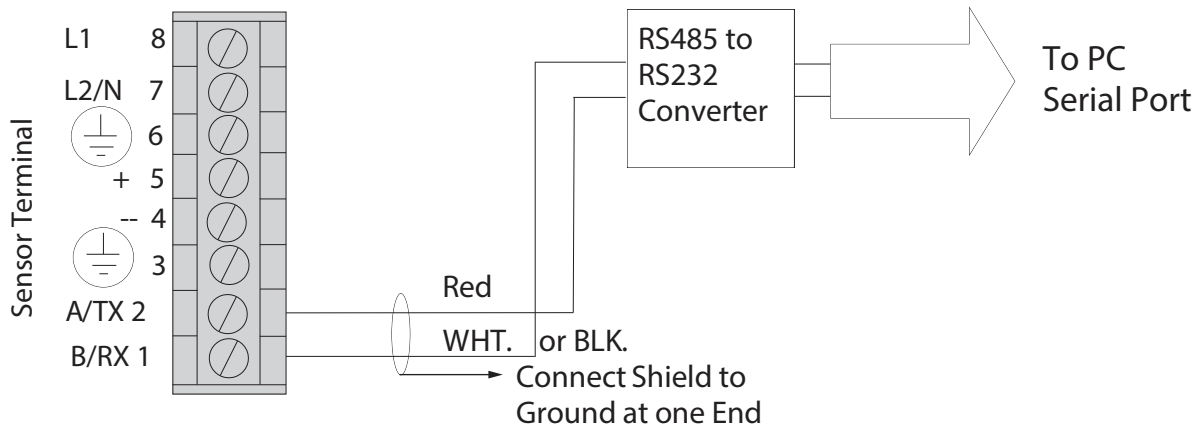 Sensor Terminal
L1 8
L2/N 7
6
+ 5
-- 4
3
A/TX 2
B/RX 1
Red
WHT. or BLK.
Connect Shield to
Ground at one End
RS485 to
RS232
Converter
To PC
Serial Port